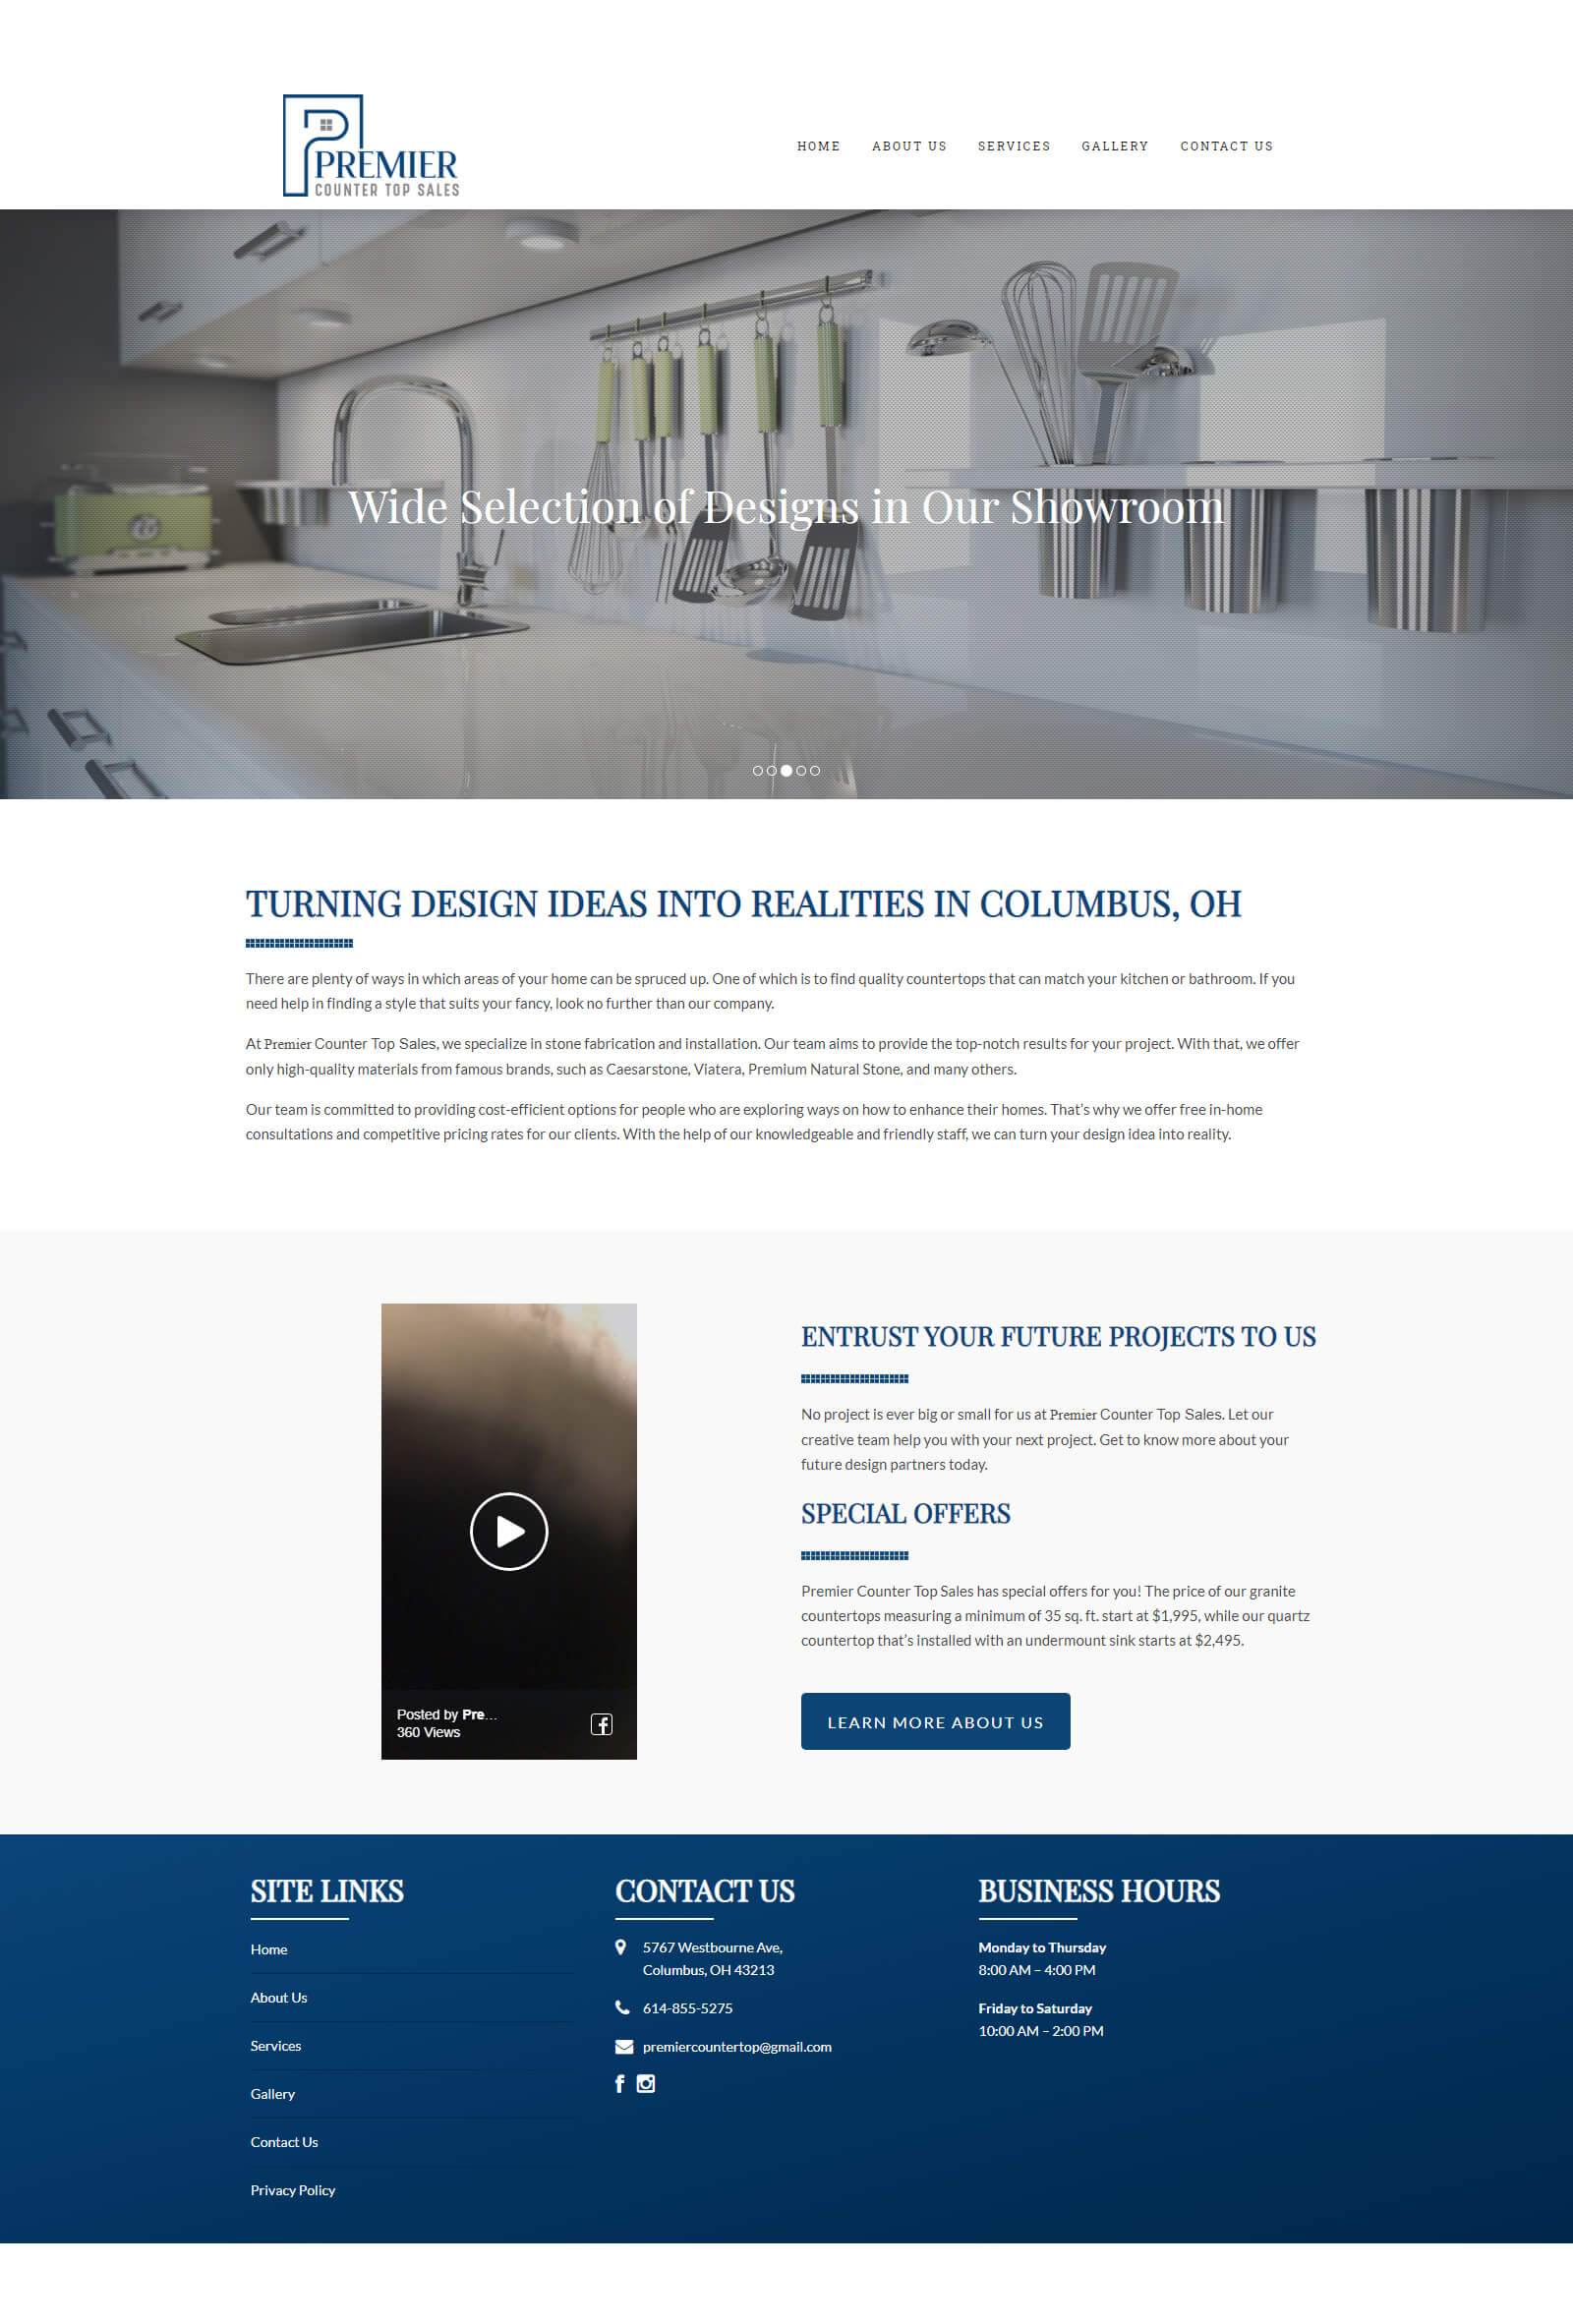 PREMIER
COUNTER TOP SALES
HOME ABOUT US SERVICES GALLERY CONTACT US
Wide Selection of Designs in Our Showroom
TURNING DESIGN IDEAS INTO REALITIES IN COLUMBUS, OH
There are plenty of ways in which areas of your home can be spruced up. One of which is to find quality countertops that can match your kitchen or bathroom. If you
need help in finding a style that suits your fancy, look no further than our company.
At Premier Counter Top Sales, we specialize in stone fabrication and installation. Our team aims to provide the top-notch results for your project. With that, we offer
only high-quality materials from famous brands, such as Caesarstone, Viatera, Premium Natural Stone, and many others.
Our team is committed to providing cost-efficient options for people who are exploring ways on how to enhance their homes. That’s why we offer free in-home
consultations and competitive pricing rates for our clients. With the help of our knowledgeable and friendly staff, we can turn your design idea into reality.
Posted by Pre...
360 Views
ENTRUST YOUR FUTURE PROJECTS TO US
No project is ever big or small for us at Premier Counter Top Sales. Let our
creative team help you with your next project. Get to know more about your
future design partners today.
SPECIAL OFFERS
Premier Counter Top Sales has special offers for you! The price of our granite
countertops measuring a minimum of 35 sq. ft. start at $1,995, while our quartz
countertop that’s installed with an undermount sink starts at $2,495.
LEARN MORE ABOUT US
SITE LINKS
Home
About Us
Services
Gallery
Contact Us
Privacy Policy
CONTACT US
5767 Westbourne Ave,
Columbus, OH 43213
614-855-5275
premiercountertop@gmail.com
BUSINESS HOURS
Monday to Thursday
8:00 AM – 4:00 PM
Friday to Saturday
10:00 AM – 2:00 PM